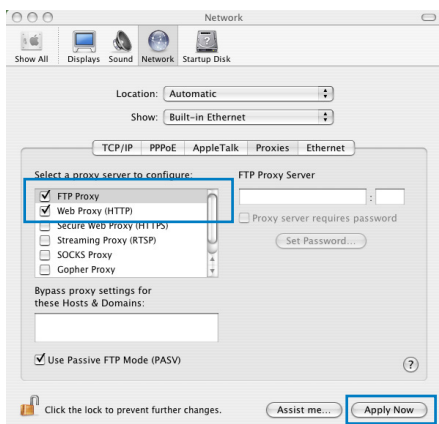 Network
Show All Displays Sound Network Startup Disk
Location: Automatic
Show: Built-in Ethernet
TCP/IP PPPoE AppleTalk Proxies Ethernet
Select a proxy server to configure:
FTP Proxy
Web Proxy (HTTP)
Secure Web Proxy (HTTPS)
Streaming Proxy (RTSP)
SOCKS Proxy
Gopher Proxy
FTP Proxy Server
:
Proxy server requires password
Set Password...
Bypass proxy settings for
these Hosts & Domains:
Use Passive FTP Mode (PASV)
?
Click the lock to prevent further changes.
Assist me... Apply Now